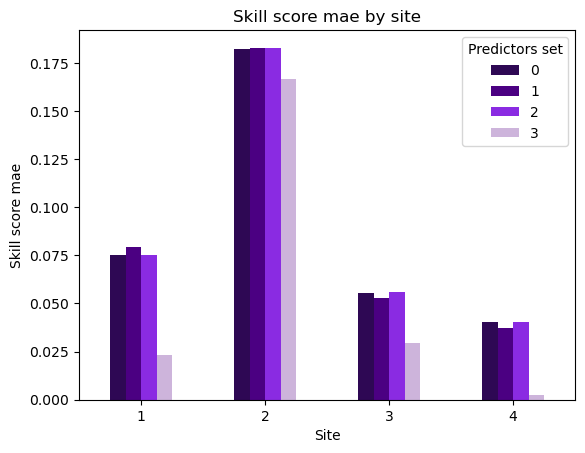 Skill score mae by site
Predictors set
0
1
2
3
Skill score mae
0.175
0.150
0.125
0.100
0.075
0.050
0.025
0.000
1 2 3 4
Site